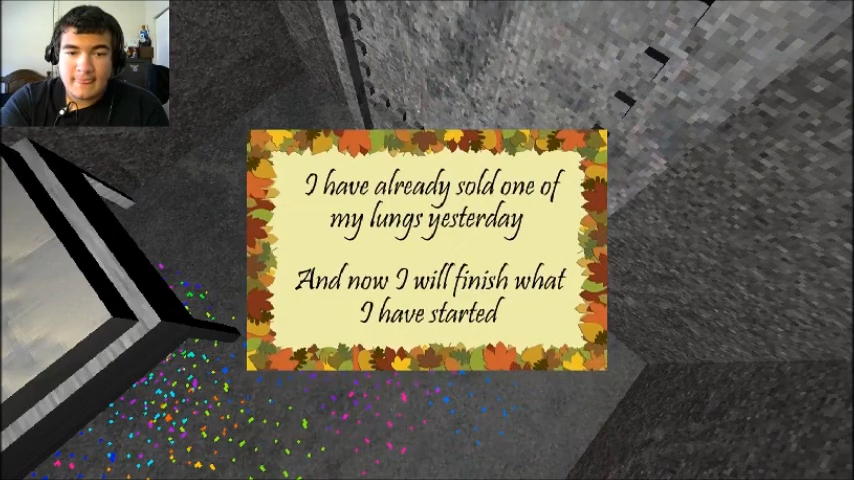 I have already sold one of
my lungs yesterday
And now I will finish what
I have started